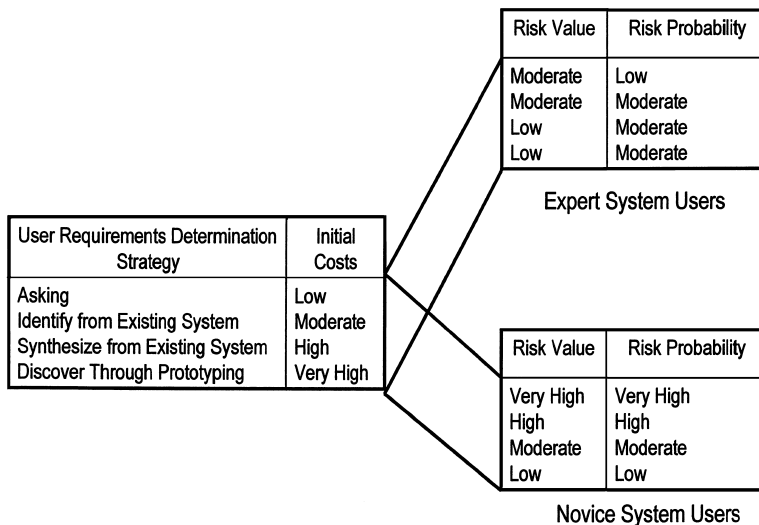 Risk Value Risk Probability
Moderate Low
Moderate Moderate
Low Moderate
Low Moderate
Expert System Users
User Requirements Determination Initial
Strategy Costs
Asking Low
Identify from Existing System Moderate
Synthesize from Existing System High
Discover Through Prototyping Very High
Risk Value Risk Probability
Very High Very High
High High
Moderate Moderate
Low Low
Novice System Users